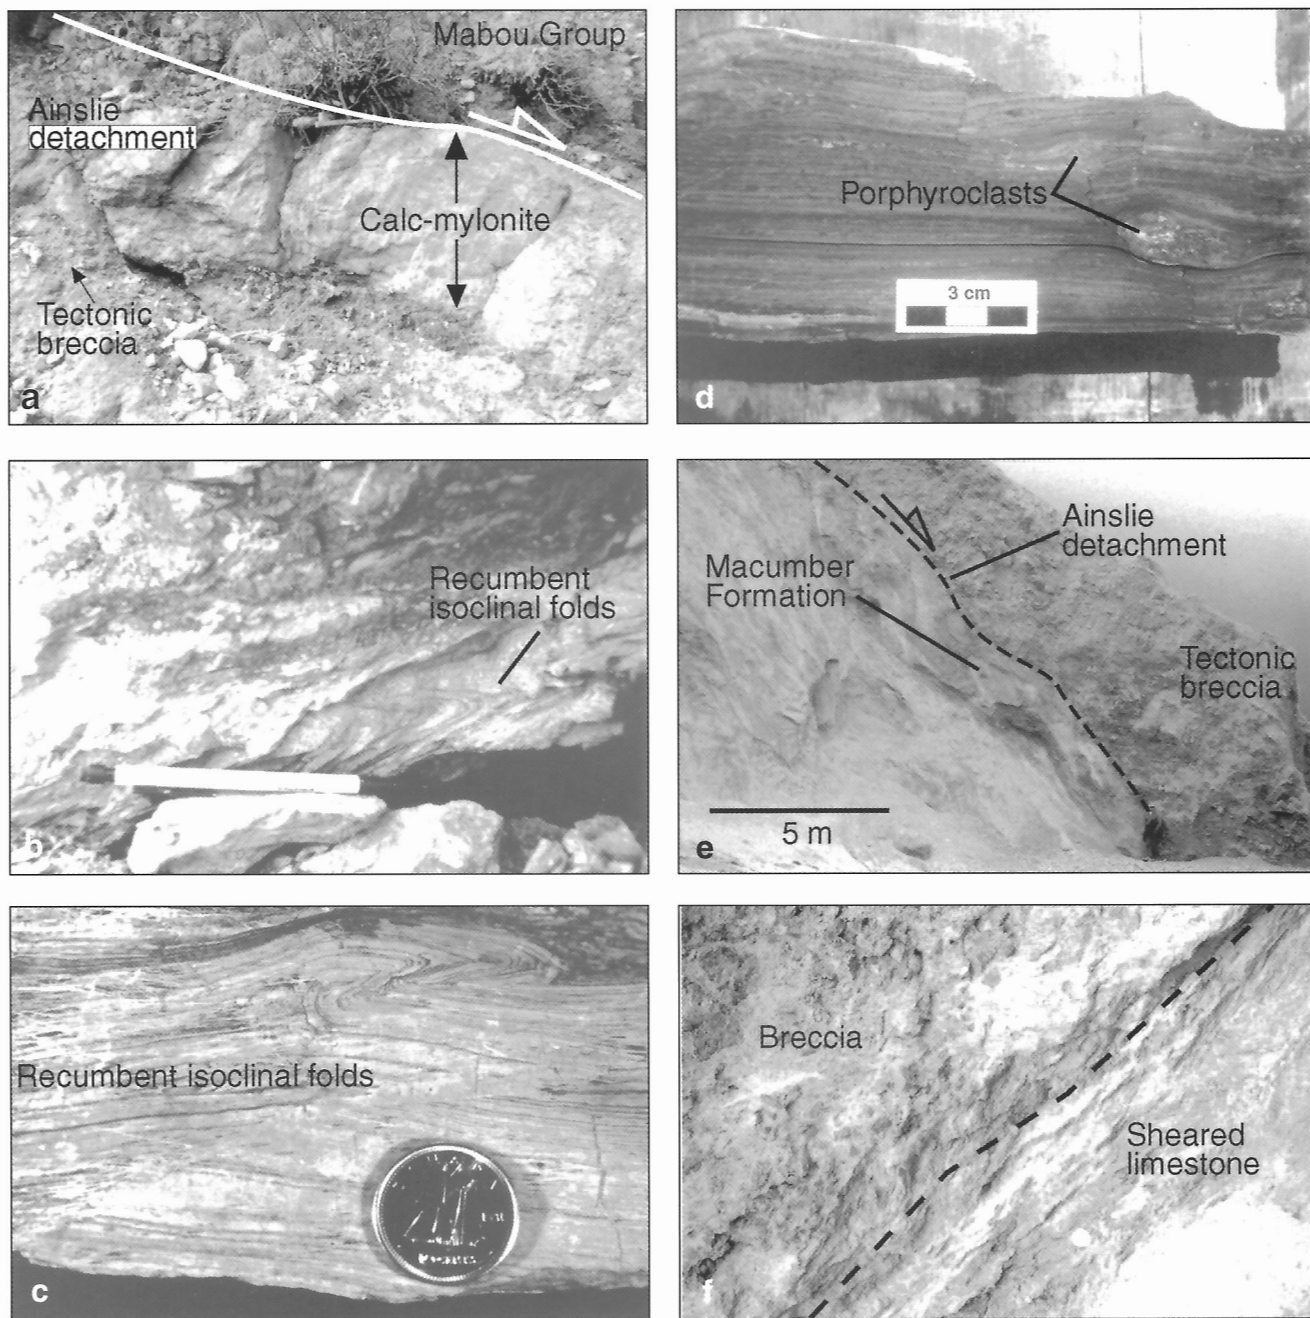 Mabou Group
Ainslie
detachment
Calc-mylonite
Tectonic
breccia
a
Recumbent
isoclinal folds
b
Recumbent isoclinal folds
c
Porphyroclasts
3 cm
d
Ainslie
detachment
Macumber
Formation
Tectonic
breccia
5 m
e
Breccia
Sheared
limestone
f